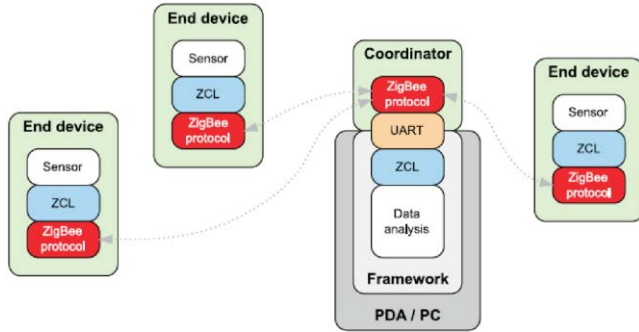 End device
Sensor
ZCL
ZigBee
protocol
End device
Sensor
ZCL
ZigBee
protocol
Coordinator
ZigBee
protocol
UART
ZCL
Data
analysis
Framework
PDA / PC
End device
Sensor
ZCL
ZigBee
protocol